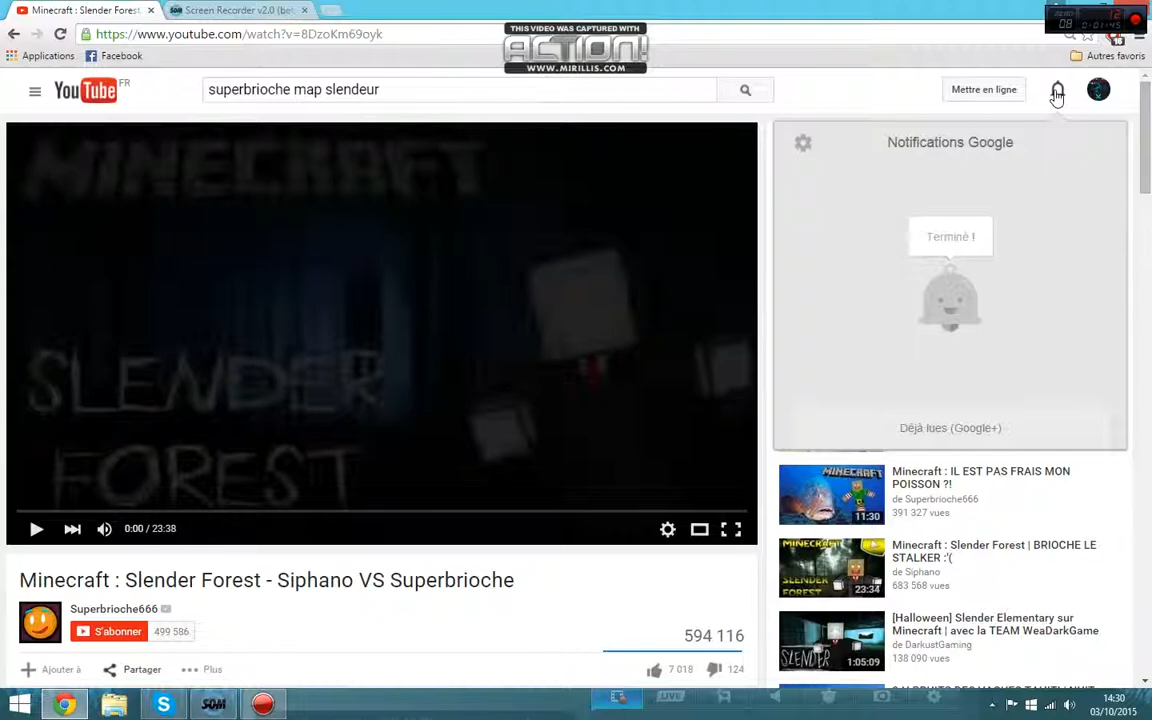 Minecraft : Slender Forest
Screen Recorder v2.0 (be
https://www.youtube.com/watch?v=8DzoKm69oyk
THIS VIDEO WAS CAPTURED WITH
ACTION!
WWW.MIRILLIS.COM
Applications
Facebook
Autres favoris
YouTube FR
superbrioche map slendeur
Mettre en ligne
Notifications Google
Terminé !
Déjà lues (Google+)
MINECRAFT
SLENDER
FOREST
0:00 / 23:38
Minecraft : IL EST PAS FRAIS MON
POISSON ?!
de Superbrioche666
391 327 vues
11:30
Minecraft : Slender Forest | BRIOCHE LE
STALKER :'(
de Siphano
683 568 vues
23:34
[Halloween] Slender Elementary sur
Minecraft | avec la TEAM WeaDarkGame
de DarkustGaming
138 090 vues
1:05:09
Minecraft : Slender Forest - Siphano VS Superbrioche
Superbrioche666
S'abonner
499 586
594 116
Ajouter à
Partager
Plus
7 018
124
14:30
03/10/2015